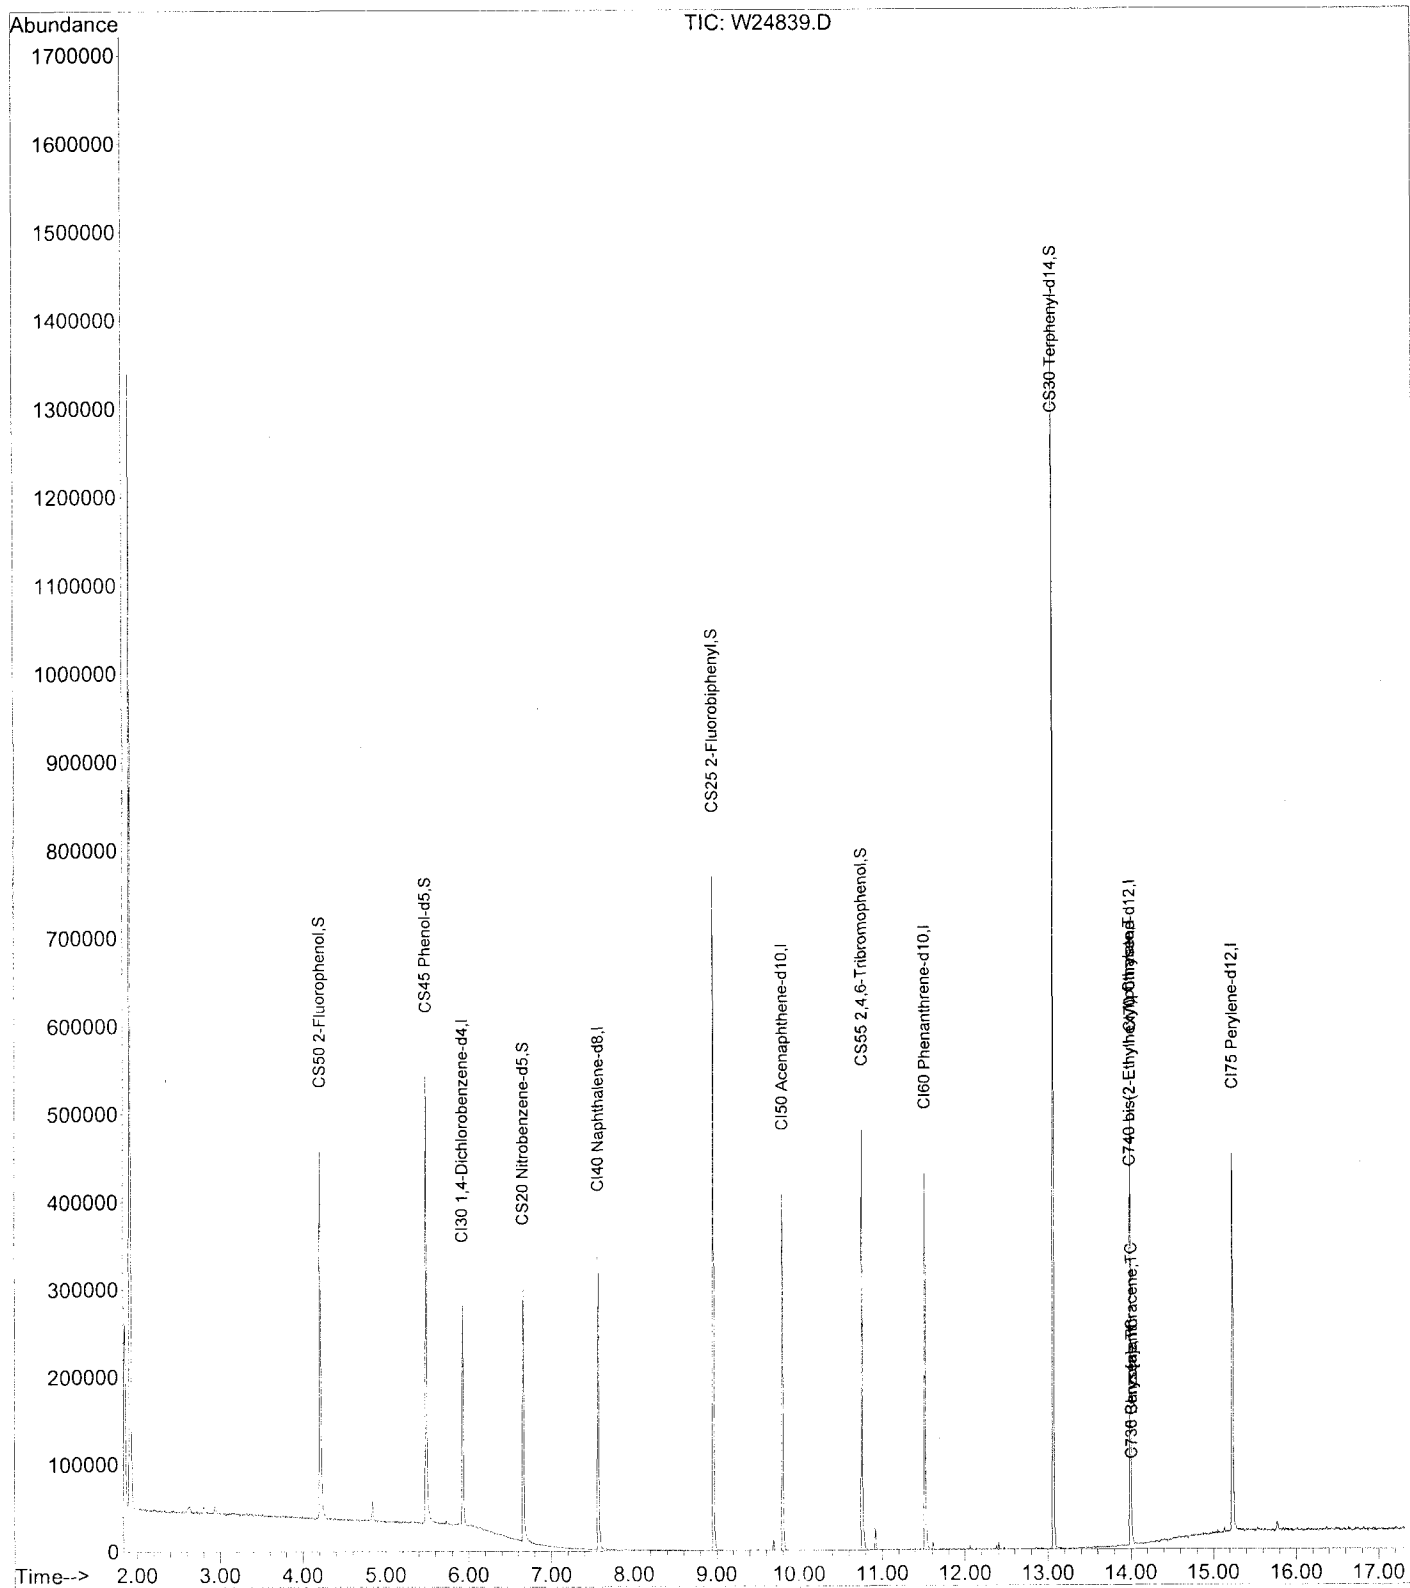 Abundance
TIC: W24839.D
1700000
1600000
1500000
1400000
1300000
1200000
1100000
1000000
900000
800000
700000
600000
500000
400000
300000
200000
100000
0
CS50 2-Fluorophenol,S
CS45 Phenol-d5,S
CI30 1,4-Dichlorobenzene-d4,I
CS20 Nitrobenzene-d5,S
CI40 Naphthalene-d8,I
CS25 2-Fluorobiphenyl,S
CI50 Acenaphthene-d10,I
CS55 2,4,6-Tribromophenol,S
CI60 Phenanthrene-d10,I
CS30 Terphenyl-d14,S
C740 bis(2-Ethylhexyl)
CI75 Perylene-d12,I
Time-->
2.00 3.00 4.00 5.00 6.00 7.00 8.00 9.00 10.00 11.00 12.00 13.00 14.00 15.00 16.00 17.00